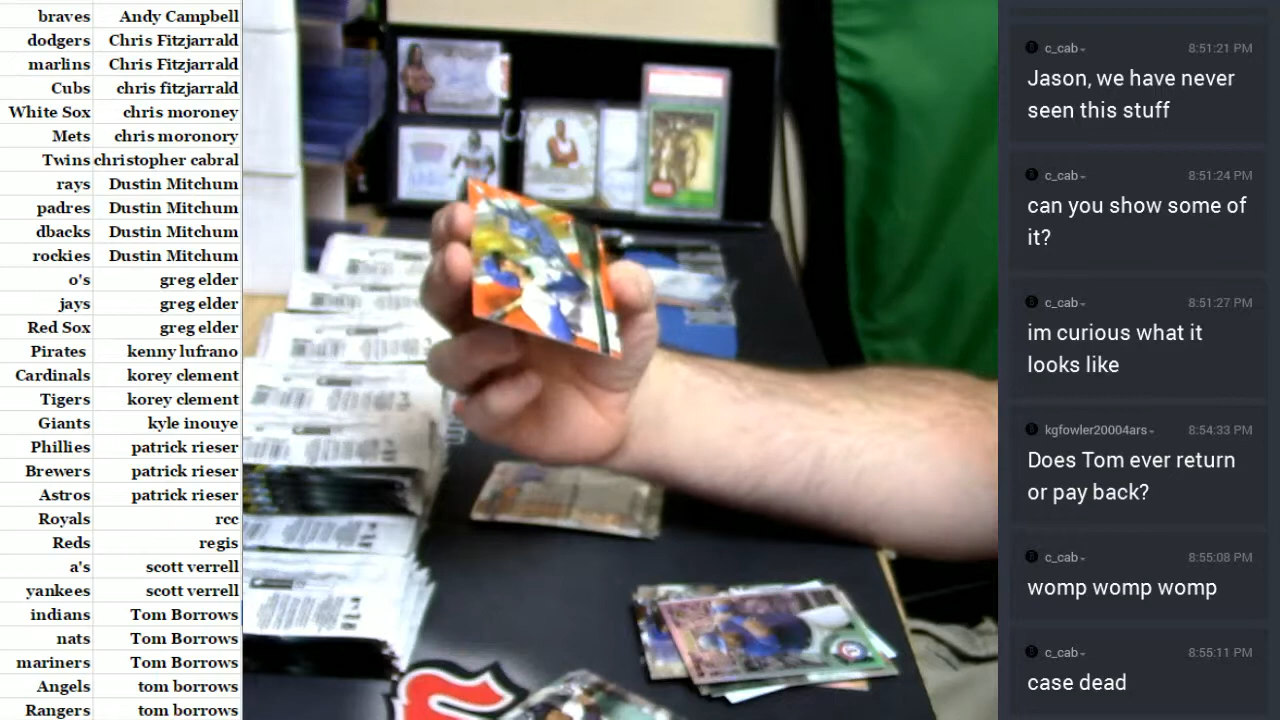 braves Andy Campbell
dodgers Chris Fitzjarrald
marlins Chris Fitzjarrald
Cubs chris fitzjarrald
White Sox chris moroney
Mets chris moronory
Twins christopher cabral
rays Dustin Mitchum
padres Dustin Mitchum
dbacks Dustin Mitchum
rockies Dustin Mitchum
o's greg elder
jays greg elder
Red Sox greg elder
Pirates kenny lufrano
Cardinals korey clement
Tigers korey clement
Giants kyle inouye
Phillies patrick rieser
Brewers patrick rieser
Astros patrick rieser
Royals rcc
Reds regis
a's scott verrell
yankees scott verrell
indians Tom Borrows
nats Tom Borrows
mariners Tom Borrows
Angels tom borrows
Rangers tom borrows
c_cab 8:51:21 PM
Jason, we have never
seen this stuff
c_cab 8:51:24 PM
can you show some of
it?
c_cab 8:51:27 PM
im curious what it
looks like
kgfowler20004ars 8:54:33 PM
Does Tom ever return
or pay back?
c_cab 8:55:08 PM
womp womp womp
c_cab 8:55:11 PM
case dead